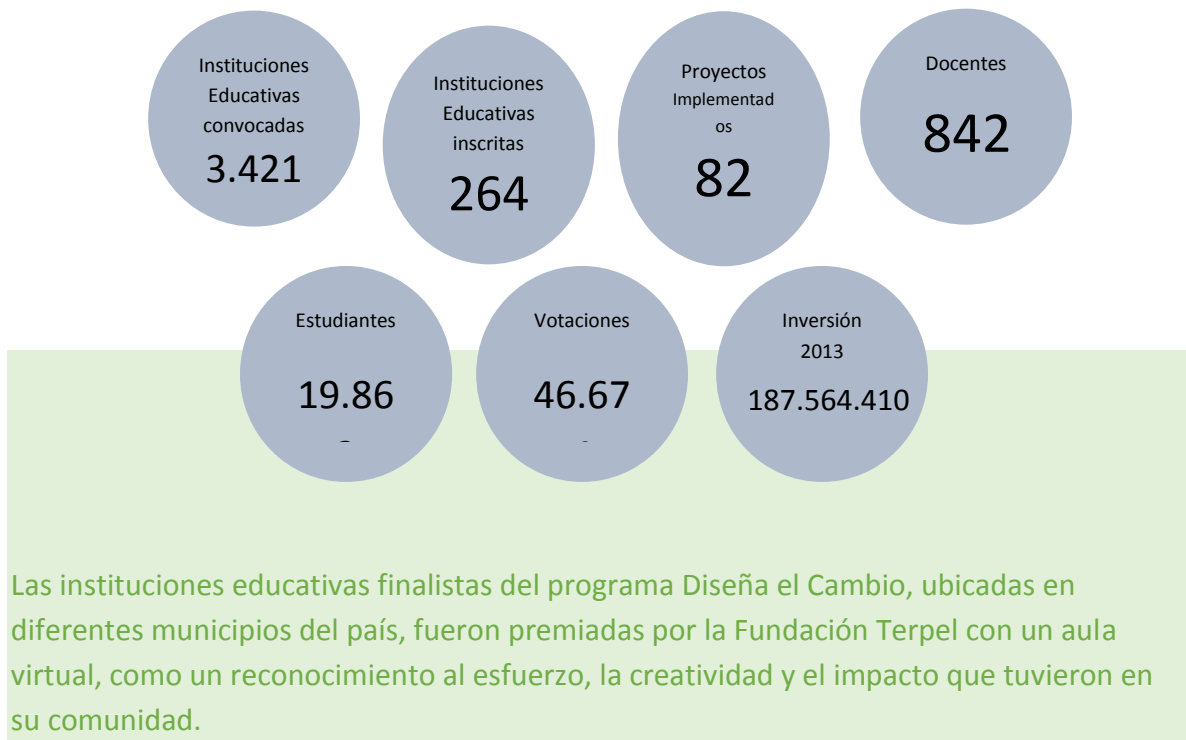 Instituciones
Educativas
convocadas
3.421
Instituciones
Educativas
inscritas
264
Proyectos
Implementad
os
82
Docentes
842
Estudiantes
19.86
Votaciones
46.67
Inversión
2013
187.564.410
Las instituciones educativas finalistas del programa Diseña el Cambio, ubicadas en
diferentes municipios del país, fueron premiadas por la Fundación Terpel con un aula
virtual, como un reconocimiento al esfuerzo, la creatividad y el impacto que tuvieron en
su comunidad.